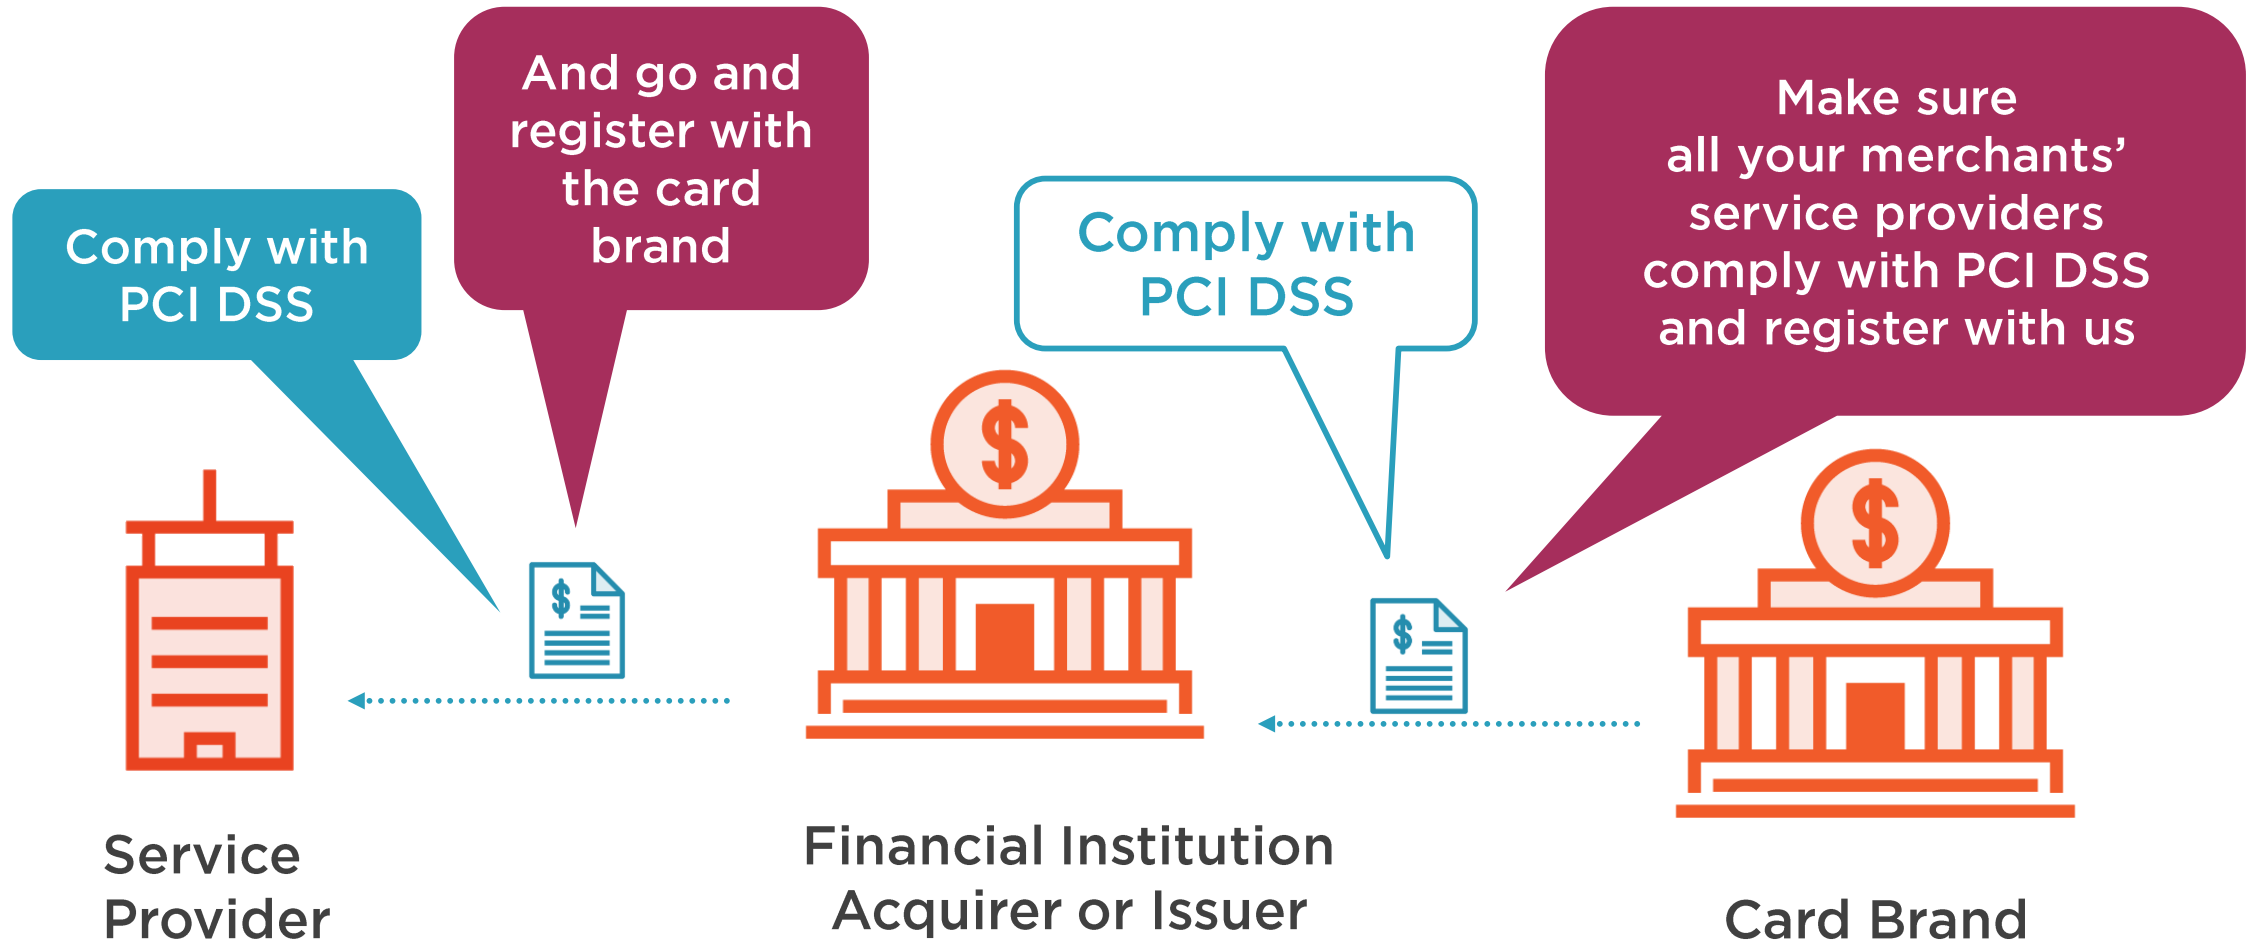 And go and
register with
the card
brand
Make sure
all your merchants’
service providers
comply with PCI DSS
and register with us
Comply with
PCI DSS
Comply with
PCI DSS
$
$
$
$
Service
Provider
Financial Institution
Acquirer or Issuer
Card Brand